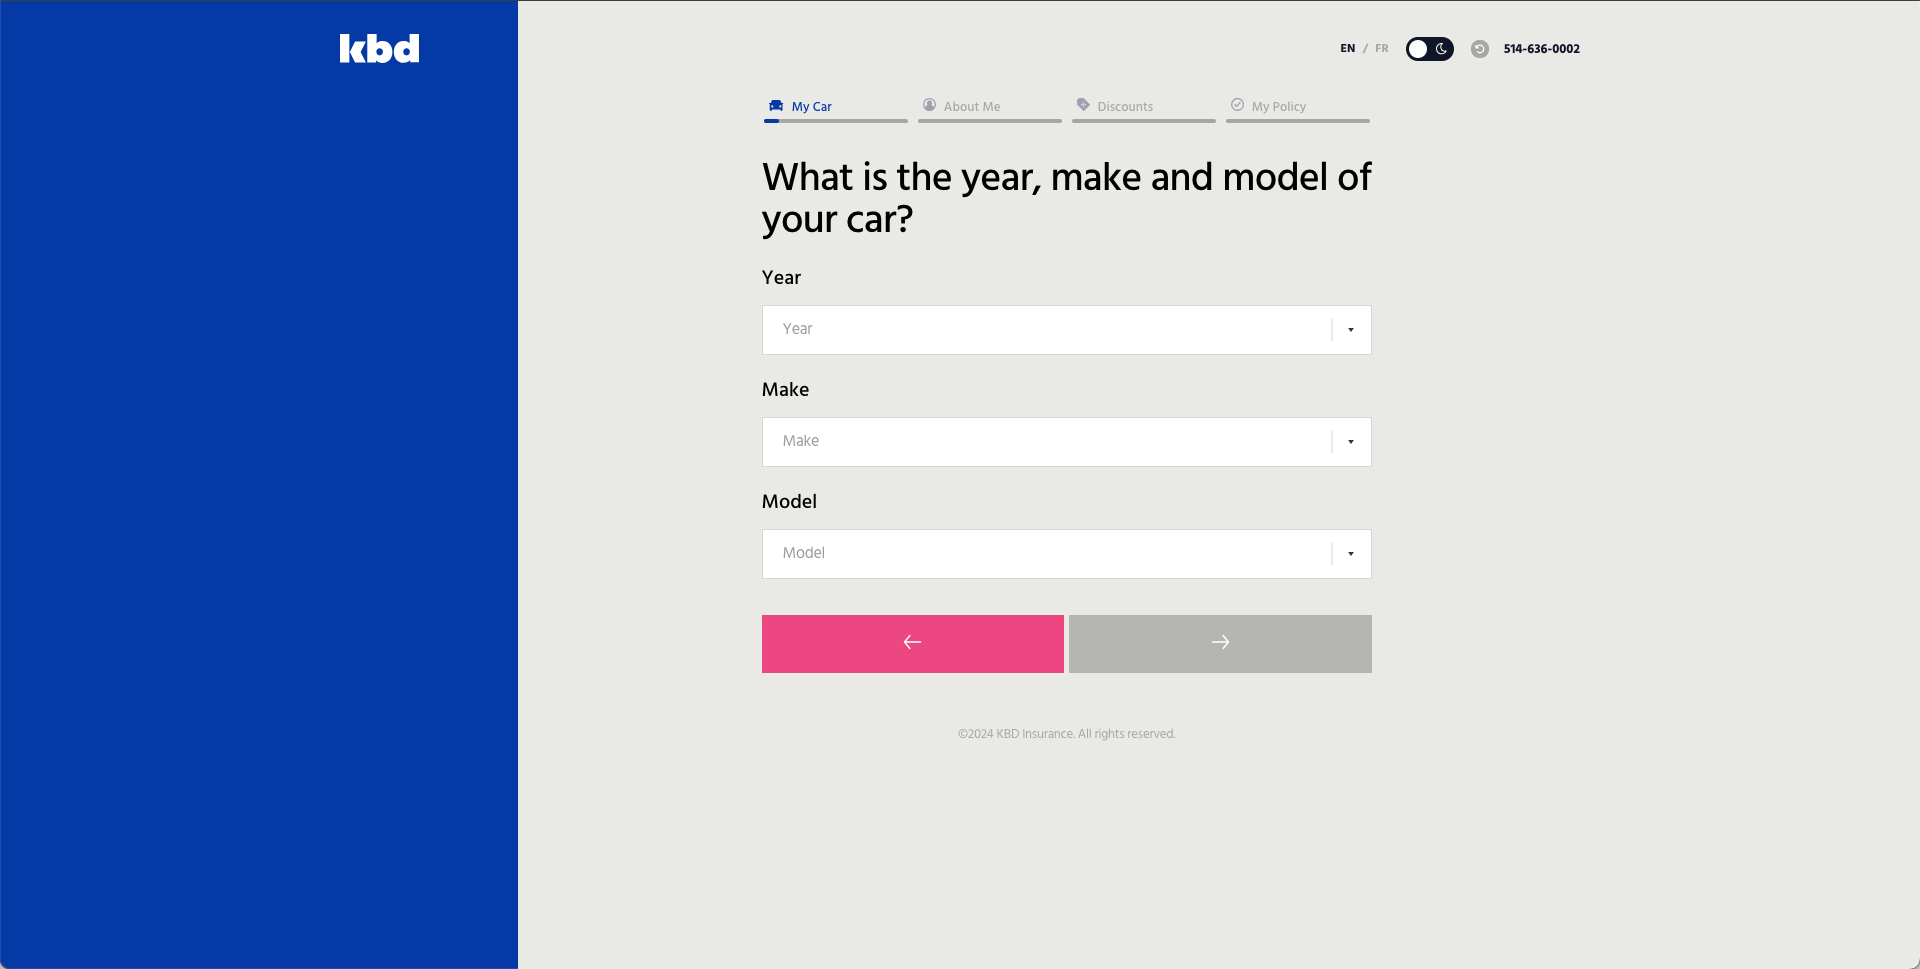 kbd
EN / FR
514-636-0002
My Car
About Me
Discounts
My Policy
What is the year, make and model of
your car?
Year
Year
Make
Make
Model
Model
©2024 KBD Insurance. All rights reserved.